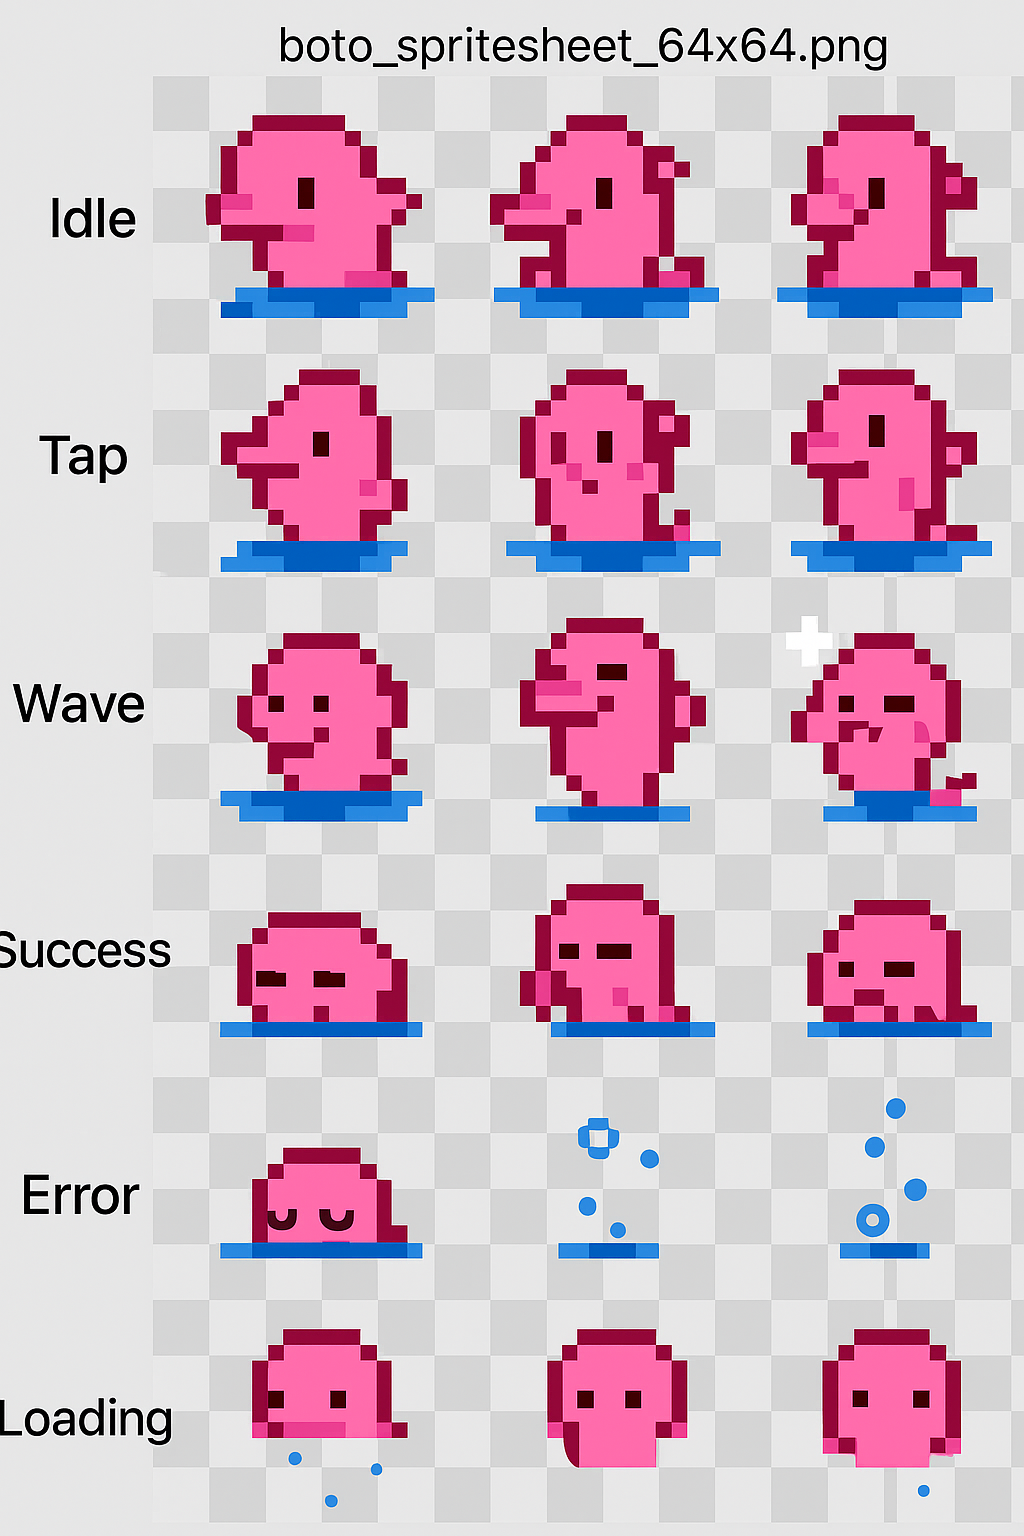 boto_spritesheet_64x64.png
Idle
Tap
Wave
Success
Error
Loading